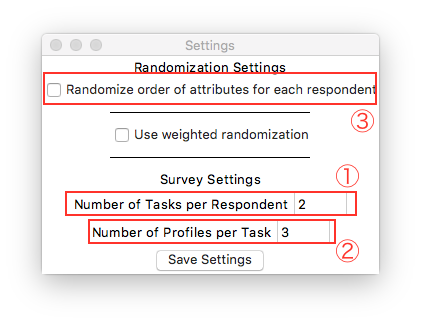 Settings
Randomization Settings
Randomize order of attributes for each respondent
③
Use weighted randomization
Survey Settings
①
Number of Tasks per Respondent 2
Number of Profiles per Task 3
②
Save Settings